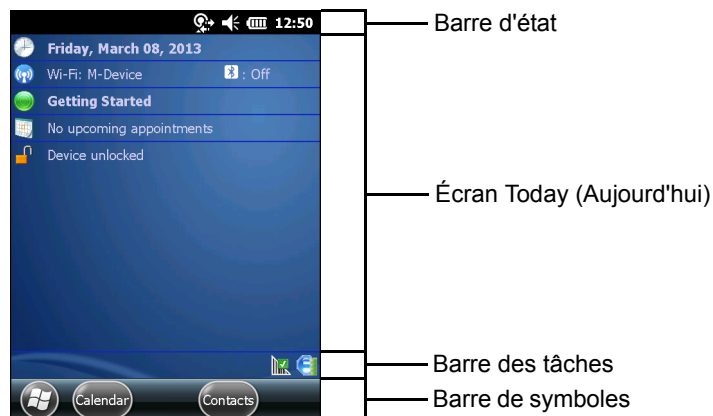 12:50
Barre d'état
Friday, March 08, 2013
Wi-Fi: M-Device : Off
Getting Started
No upcoming appointments
Device unlocked
Écran Today (Aujourd'hui)
Barre des tâches
Calendar Contacts
Barre de symboles